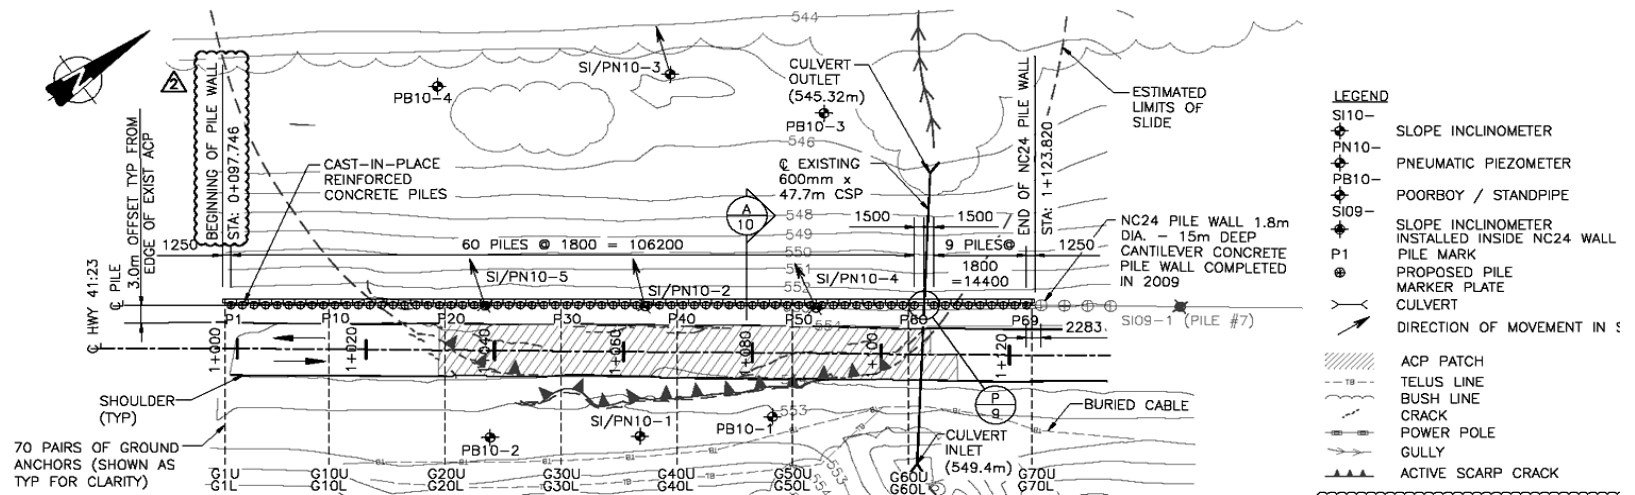 544
SI/PN10-3
PB10-4
CULVERT
OUTLET
(545.32m)
PB10-3
546
ESTIMATED
LIMITS OF
SLIDE
2
3.0m OFFSET TYP FROM
EDGE OF EXIST ACP
BEGINNING OF PILE WALL
STA: 0+097.746
CAST-IN-PLACE
REINFORCED
CONCRETE PILES
℄ EXISTING
600mm x
47.7m CSP
END OF NC24 PILE WALL
STA: 1+123.820
A
10
548
549
550
551
552
1500
1500
1250
60 PILES @ 1800 = 106200
9 PILES@
1800
=14400
1250
NC24 PILE WALL 1.8m
DIA. - 15m DEEP
CANTILEVER CONCRETE
PILE WALL COMPLETED
IN 2009
SI/PN10-5
SI/PN10-2
SI/PN10-4
℄ HWY 41:23
℄ PILE
P1
P10
P20
P30
P40
P50
554
P60
P69
2283
SI09-1 (PILE #7)
1+000
1+020
1+040
1+060
1+080
1+100
1+120
SHOULDER
(TYP)
P
9
BURIED CABLE
SI/PN10-1
PB10-1
553
PB10-2
CULVERT
INLET
(549.4m)
70 PAIRS OF GROUND
ANCHORS (SHOWN AS
TYP FOR CLARITY)
553
554
G1U G10U G20U G30U G40U G50U G60U G70U
G1L G10L G20L G30L G40L G50L G60L G70L
LEGEND
SI10-
SLOPE INCLINOMETER
PN10-
PNEUMATIC PIEZOMETER
PB10-
POORBOY / STANDPIPE
SI09-
SLOPE INCLINOMETER
INSTALLED INSIDE NC24 WALL
P1 PILE MARK
PROPOSED PILE
MARKER PLATE
CULVERT
DIRECTION OF MOVEMENT IN S
ACP PATCH
TB TELUS LINE
BUSH LINE
CRACK
POWER POLE
GULLY
ACTIVE SCARP CRACK